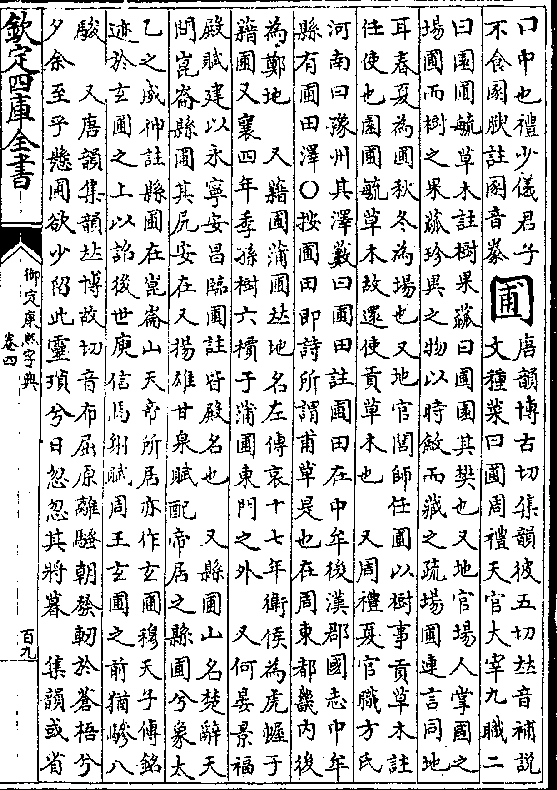 口中也禮少儀君子不食圂腴註圂音豢
圃
唐韻博古切集韻彼五切𠀤音補說文種菜曰圃周禮天官大宰九職二
曰園圃毓草木註樹果蓏曰圃園其樊也又地官場人掌國之
場圃而樹之果蓏珍異之物以時斂而藏之疏場圃連言同地
耳春夏為圃秋冬為場也又地官閭師任圃以樹事貢草木註
任使也園圃毓草木故還使貢草木也 又周禮夏官職方氏
河南曰豫州其澤藪曰圃田註圃田在中牟後漢郡國志中牟
縣有圃田澤○按圃田即詩所謂甫草是也在周東都畿內後
為鄭地 又藉圃蒲圃𠀤地名左傳哀十七年衛侯為虎幄于
藉圃又襄四年季孫樹六檟于蒲圃東門之外 又何晏景福
殿賦建以永寧安昌臨圃註皆殿名也 又縣圃山名楚辭天
問崑崙縣圃其尻安在又揚雄甘泉賦配帝居之縣圃兮象太
乙之威神註縣圃在崑崙山天帝所居亦作玄圃穆天子傳銘
迹於玄圃之上以詔後世庾信馬射賦周王玄圃之前猶驂八
駿 又唐韻集韻𠀤博故切音布屈原離騷朝發軔於蒼梧兮
夕余至乎懸圃欲少留此靈瑣兮日忽忽其將暮 集韻或省
欽定四庫全書
御定康熙字典
卷四
百九